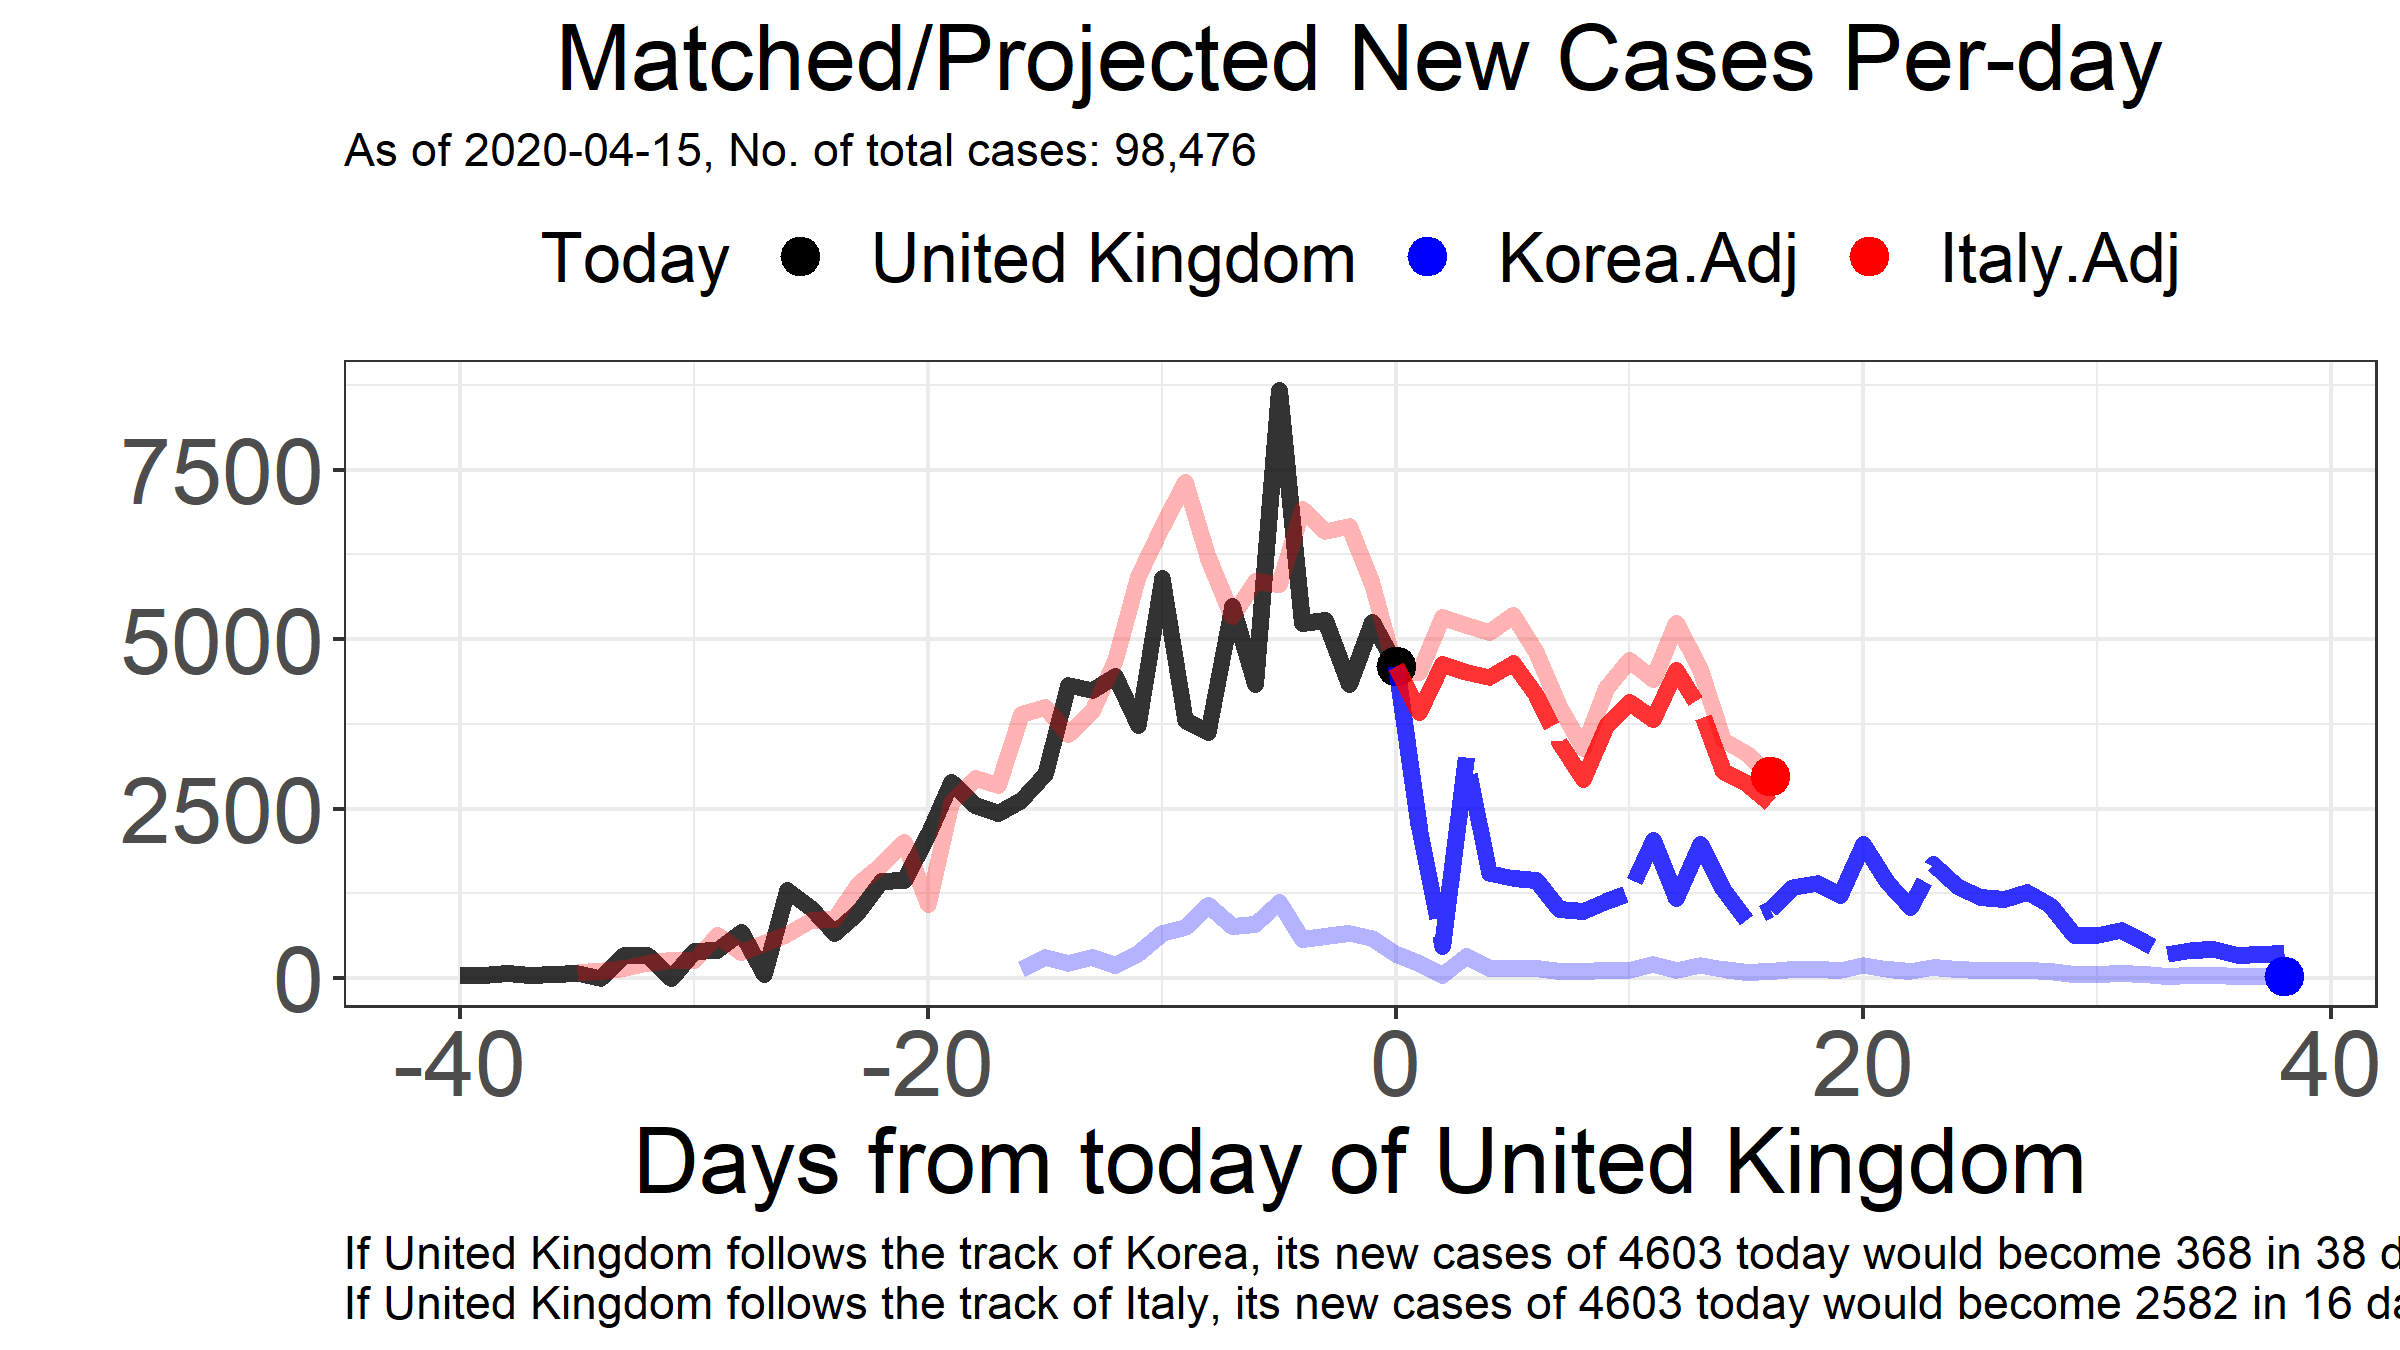 Matched/Projected New Cases Per-day
As of 2020-04-15, No. of total cases: 98,476
Today United Kingdom Korea.Adj Italy.Adj
7500
5000
2500
0
-40 -20 0 20 40
Days from today of United Kingdom
If United Kingdom follows the track of Korea, its new cases of 4603 today would become 368 in 38 d
If United Kingdom follows the track of Italy, its new cases of 4603 today would become 2582 in 16 da